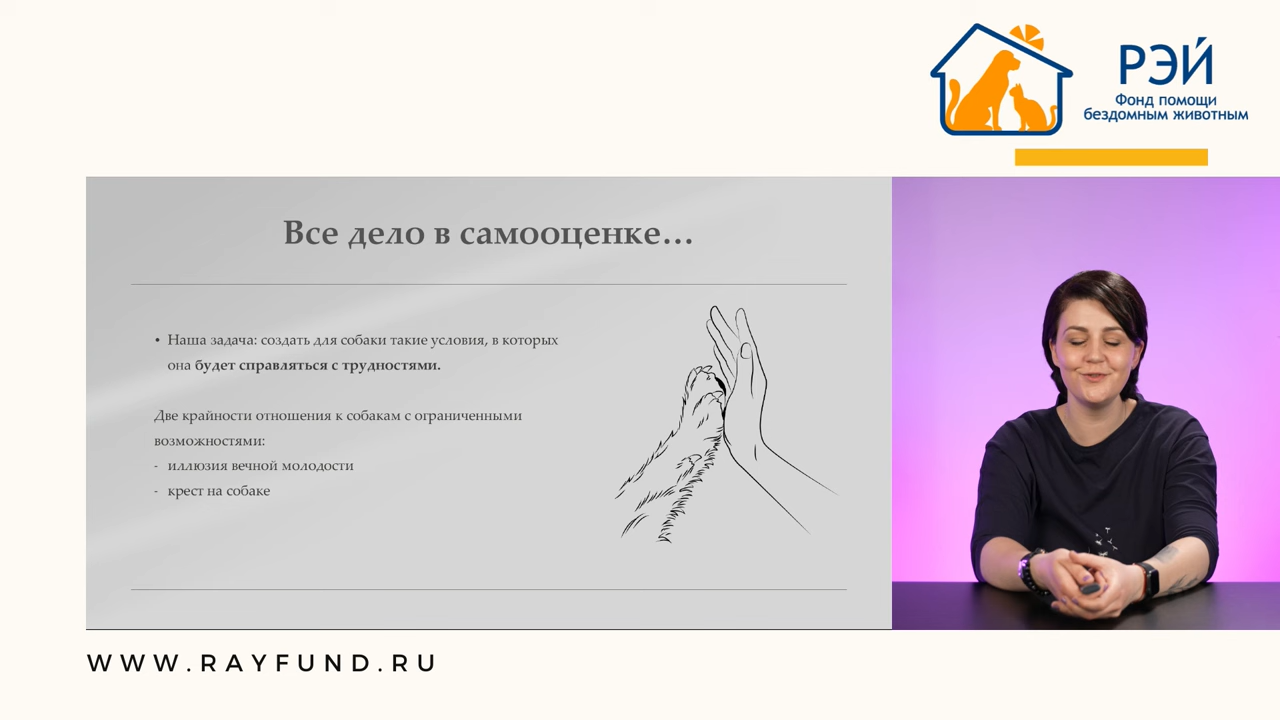 РЭЙ
Фонд помощи
бездомным животным
Все дело в самооценке...
• Наша задача: создать для собаки такие условия, в которых
она будет справляться с трудностями.
Две крайности отношения к собакам с ограниченными
возможностями:
- иллюзия вечной молодости
- крест на собаке
WWW.RAYFUND.RU